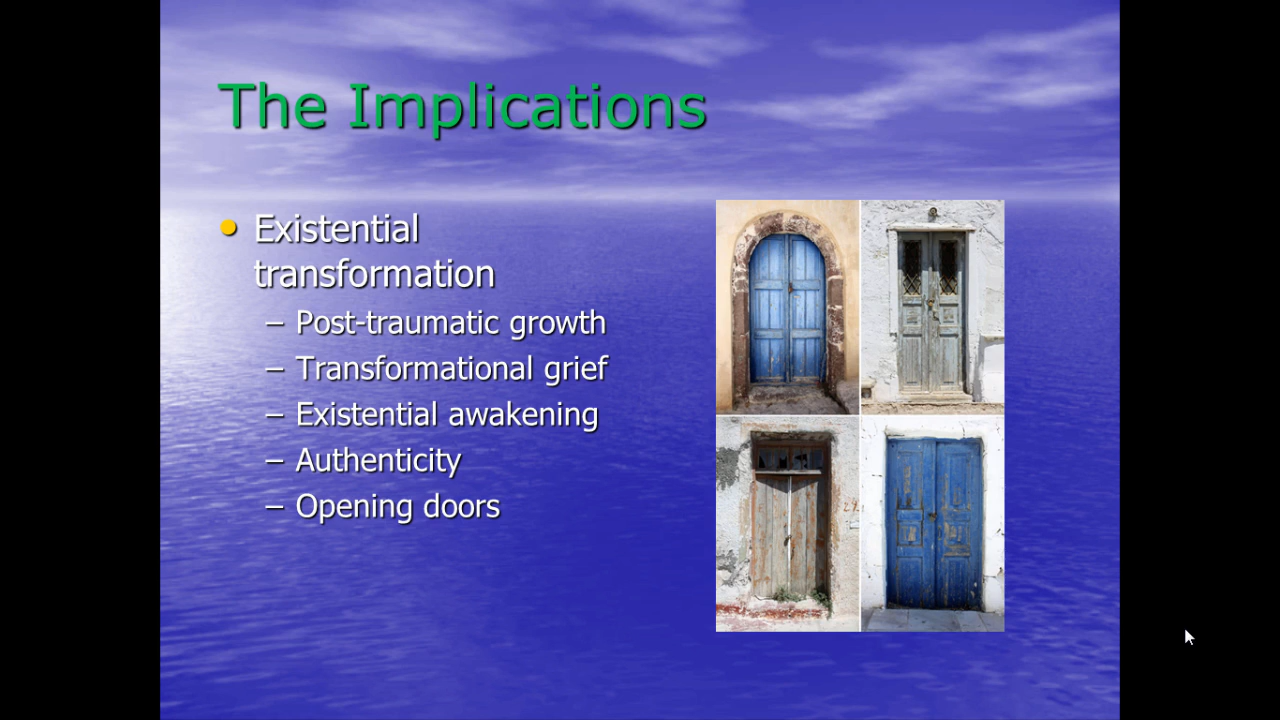 The Implications
• Existential
transformation
– Post-traumatic growth
– Transformational grief
– Existential awakening
– Authenticity
– Opening doors